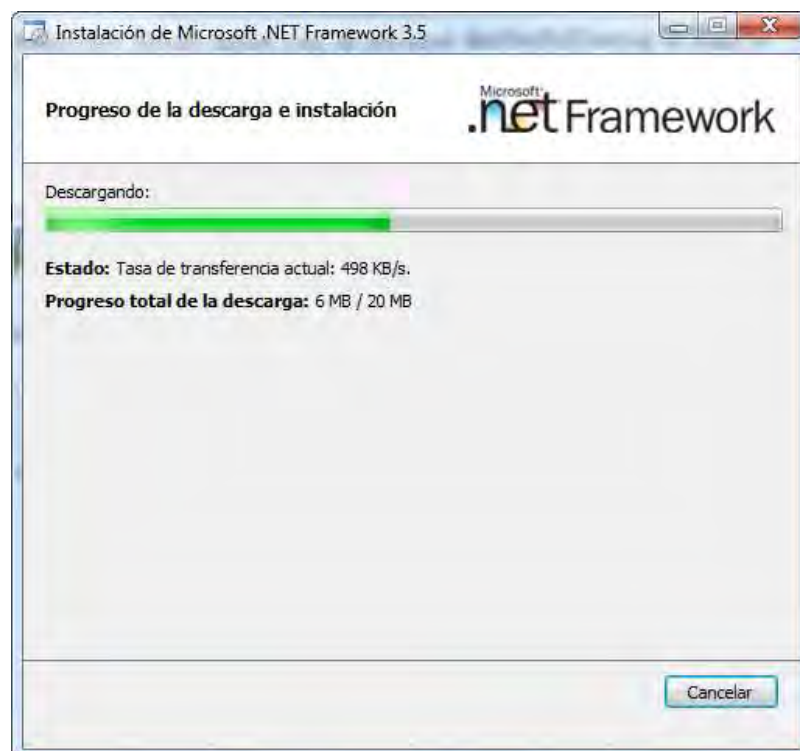 Instalación de Microsoft .NET Framework 3.5
Progreso de la descarga e instalación
Microsoft
.net Framework
Descargando:
Estado: Tasa de transferencia actual: 498 KB/s.
Progreso total de la descarga: 6 MB / 20 MB
Cancelar